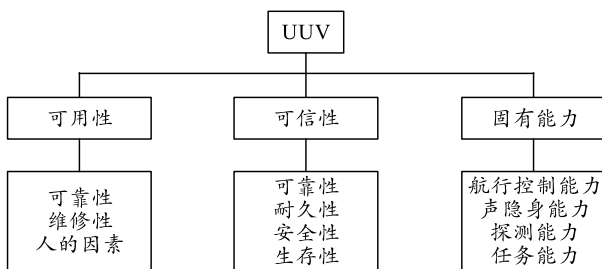 UUV
可用性
可信性
固有能力
可靠性
维修性
人的因素
可靠性
耐久性
安全性
生存性
航行控制能力
声隐身能力
探测能力
任务能力